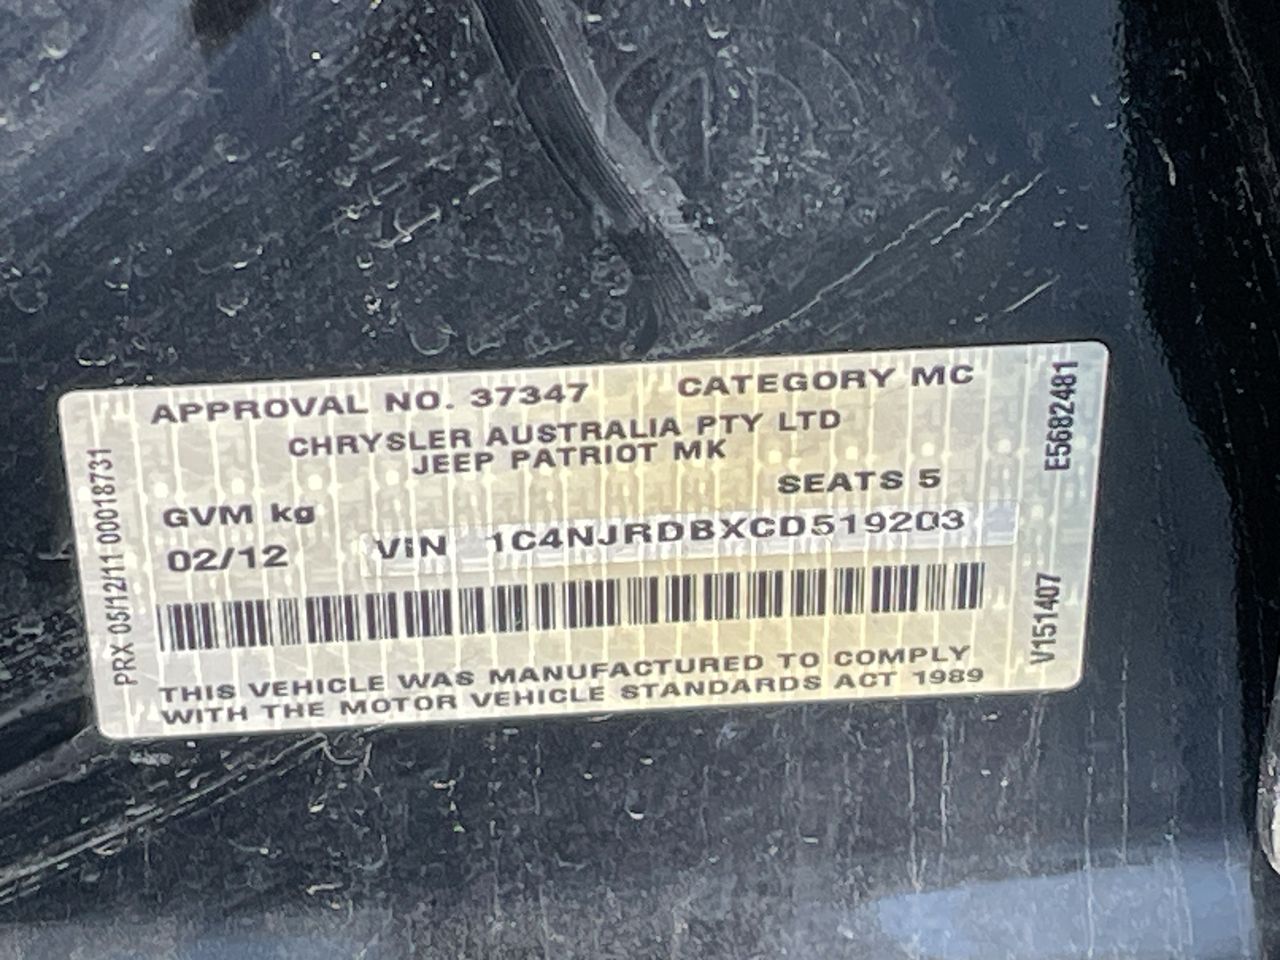 APPROVAL NO. 37347 CATEGORY MC
CHRYSLER AUSTRALIA PTY LTD
JEEP PATRIOT MK
SEATS 5
GVM kg
02/12 VIN 1C4NJRDBXCD519203
THIS VEHICLE WAS MANUFACTURED TO COMPLY
WITH THE MOTOR VEHICLE STANDARDS ACT 1989
PRX 05/12/11 00018731
E5682481
V151407